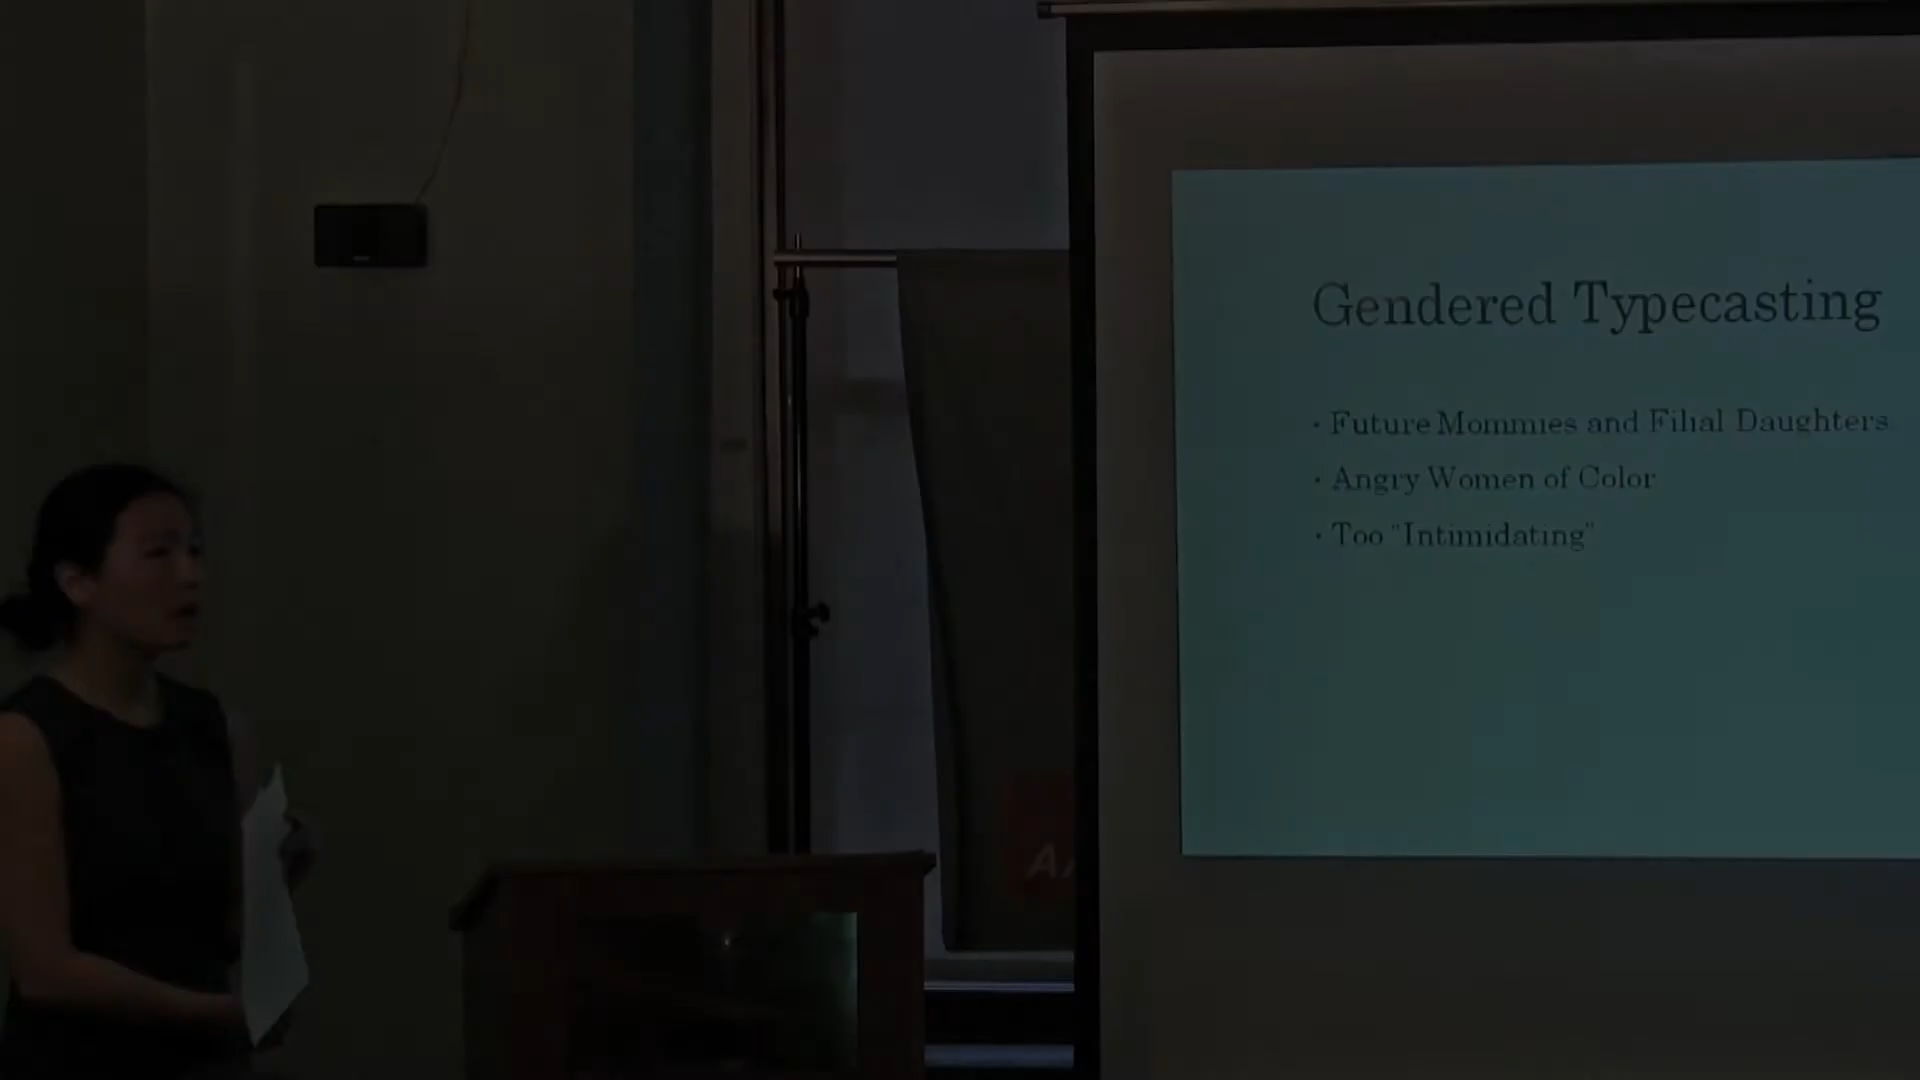 Gendered Typecasting
· Future Mommies and Filial Daughters
· Angry Women of Color
· Too "Intimidating"